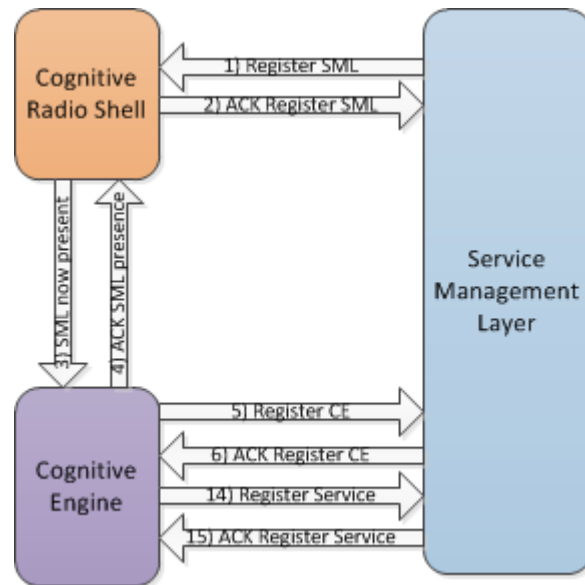 Cognitive
Radio Shell
1) Register SML
2) ACK Register SML
Service
Management
Layer
3) SML now present
4) ACK SML presence
Cognitive
Engine
5) Register CE
6) ACK Register CE
14) Register Service
15) ACK Register Service